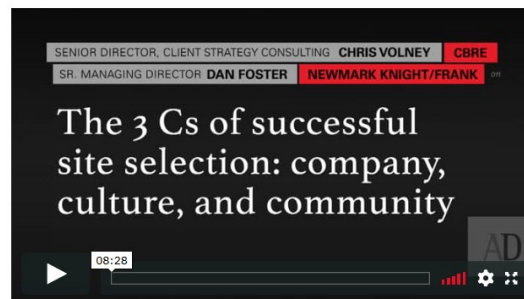 SENIOR DIRECTOR, CLIENT STRATEGY CONSULTING CHRIS VOLNEY CBRE
SR. MANAGING DIRECTOR DAN FOSTER NEWMARK KNIGHT/FRANK on
The 3 Cs of successful
site selection: company,
culture, and community
AD
08:28